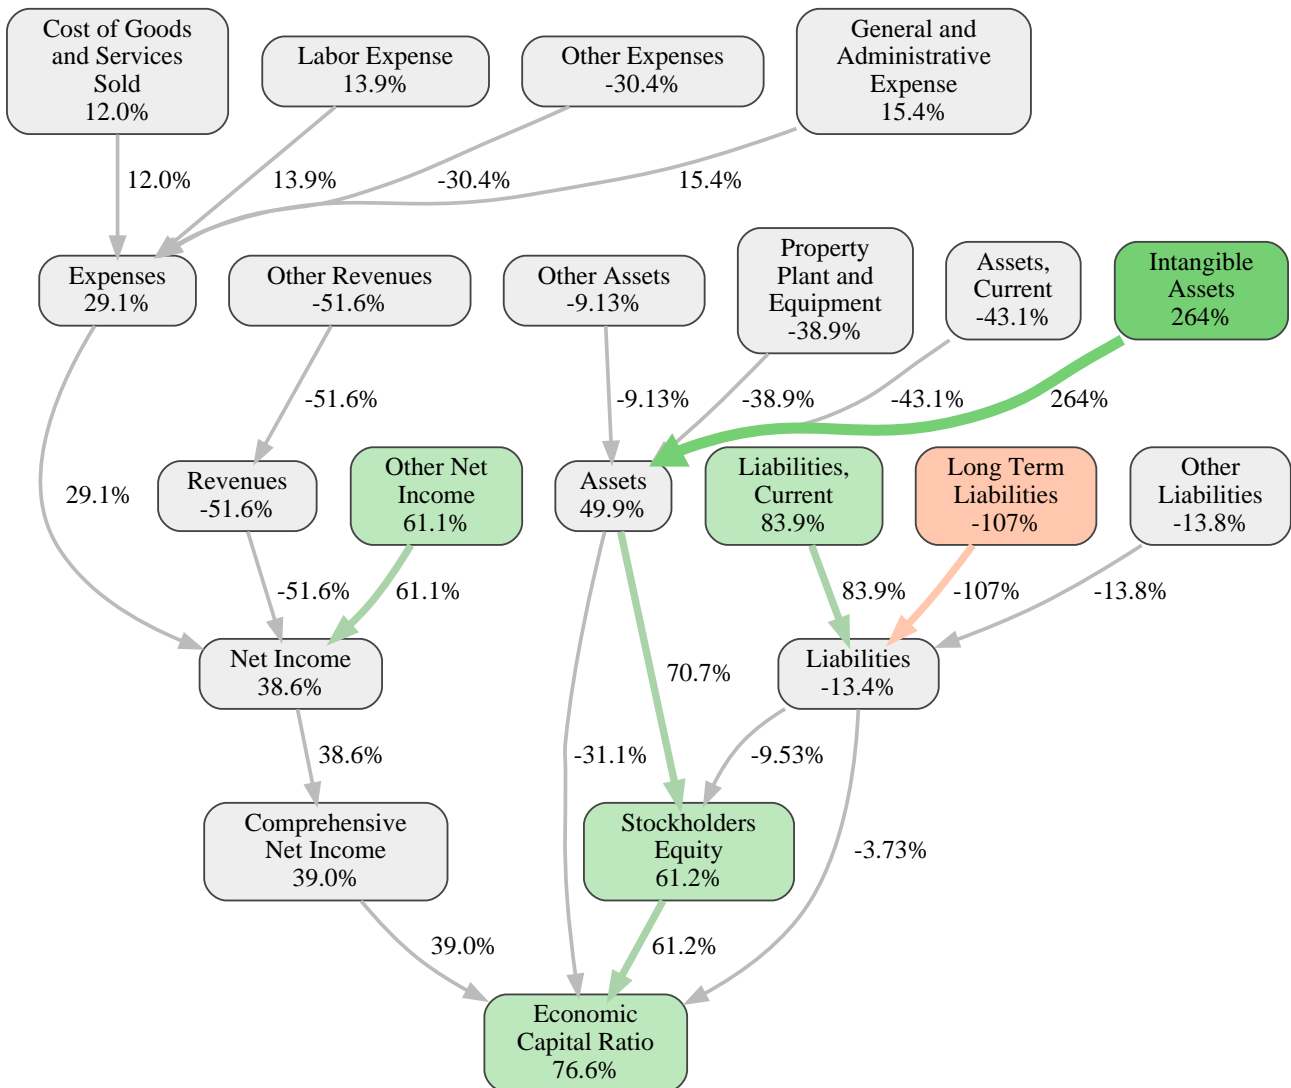 Cost of Goods
and Services
Sold
12.0%
Labor Expense
13.9%
Other Expenses
-30.4%
General and
Administrative
Expense
15.4%
12.0%
13.9%
-30.4%
15.4%
Expenses
29.1%
Other Revenues
-51.6%
Other Assets
-9.13%
Property
Plant and
Equipment
-38.9%
Assets,
Current
-43.1%
Intangible
Assets
264%
-51.6%
-9.13%
-38.9%
-43.1%
264%
29.1%
Revenues
-51.6%
Other Net
Income
61.1%
Assets
49.9%
Liabilities,
Current
83.9%
Long Term
Liabilities
-107%
Other
Liabilities
-13.8%
-51.6%
61.1%
83.9%
-107%
-13.8%
Net Income
38.6%
70.7%
Liabilities
-13.4%
38.6%
-31.1%
-9.53%
Comprehensive
Net Income
39.0%
Stockholders
Equity
61.2%
-3.73%
39.0%
61.2%
Economic
Capital Ratio
76.6%